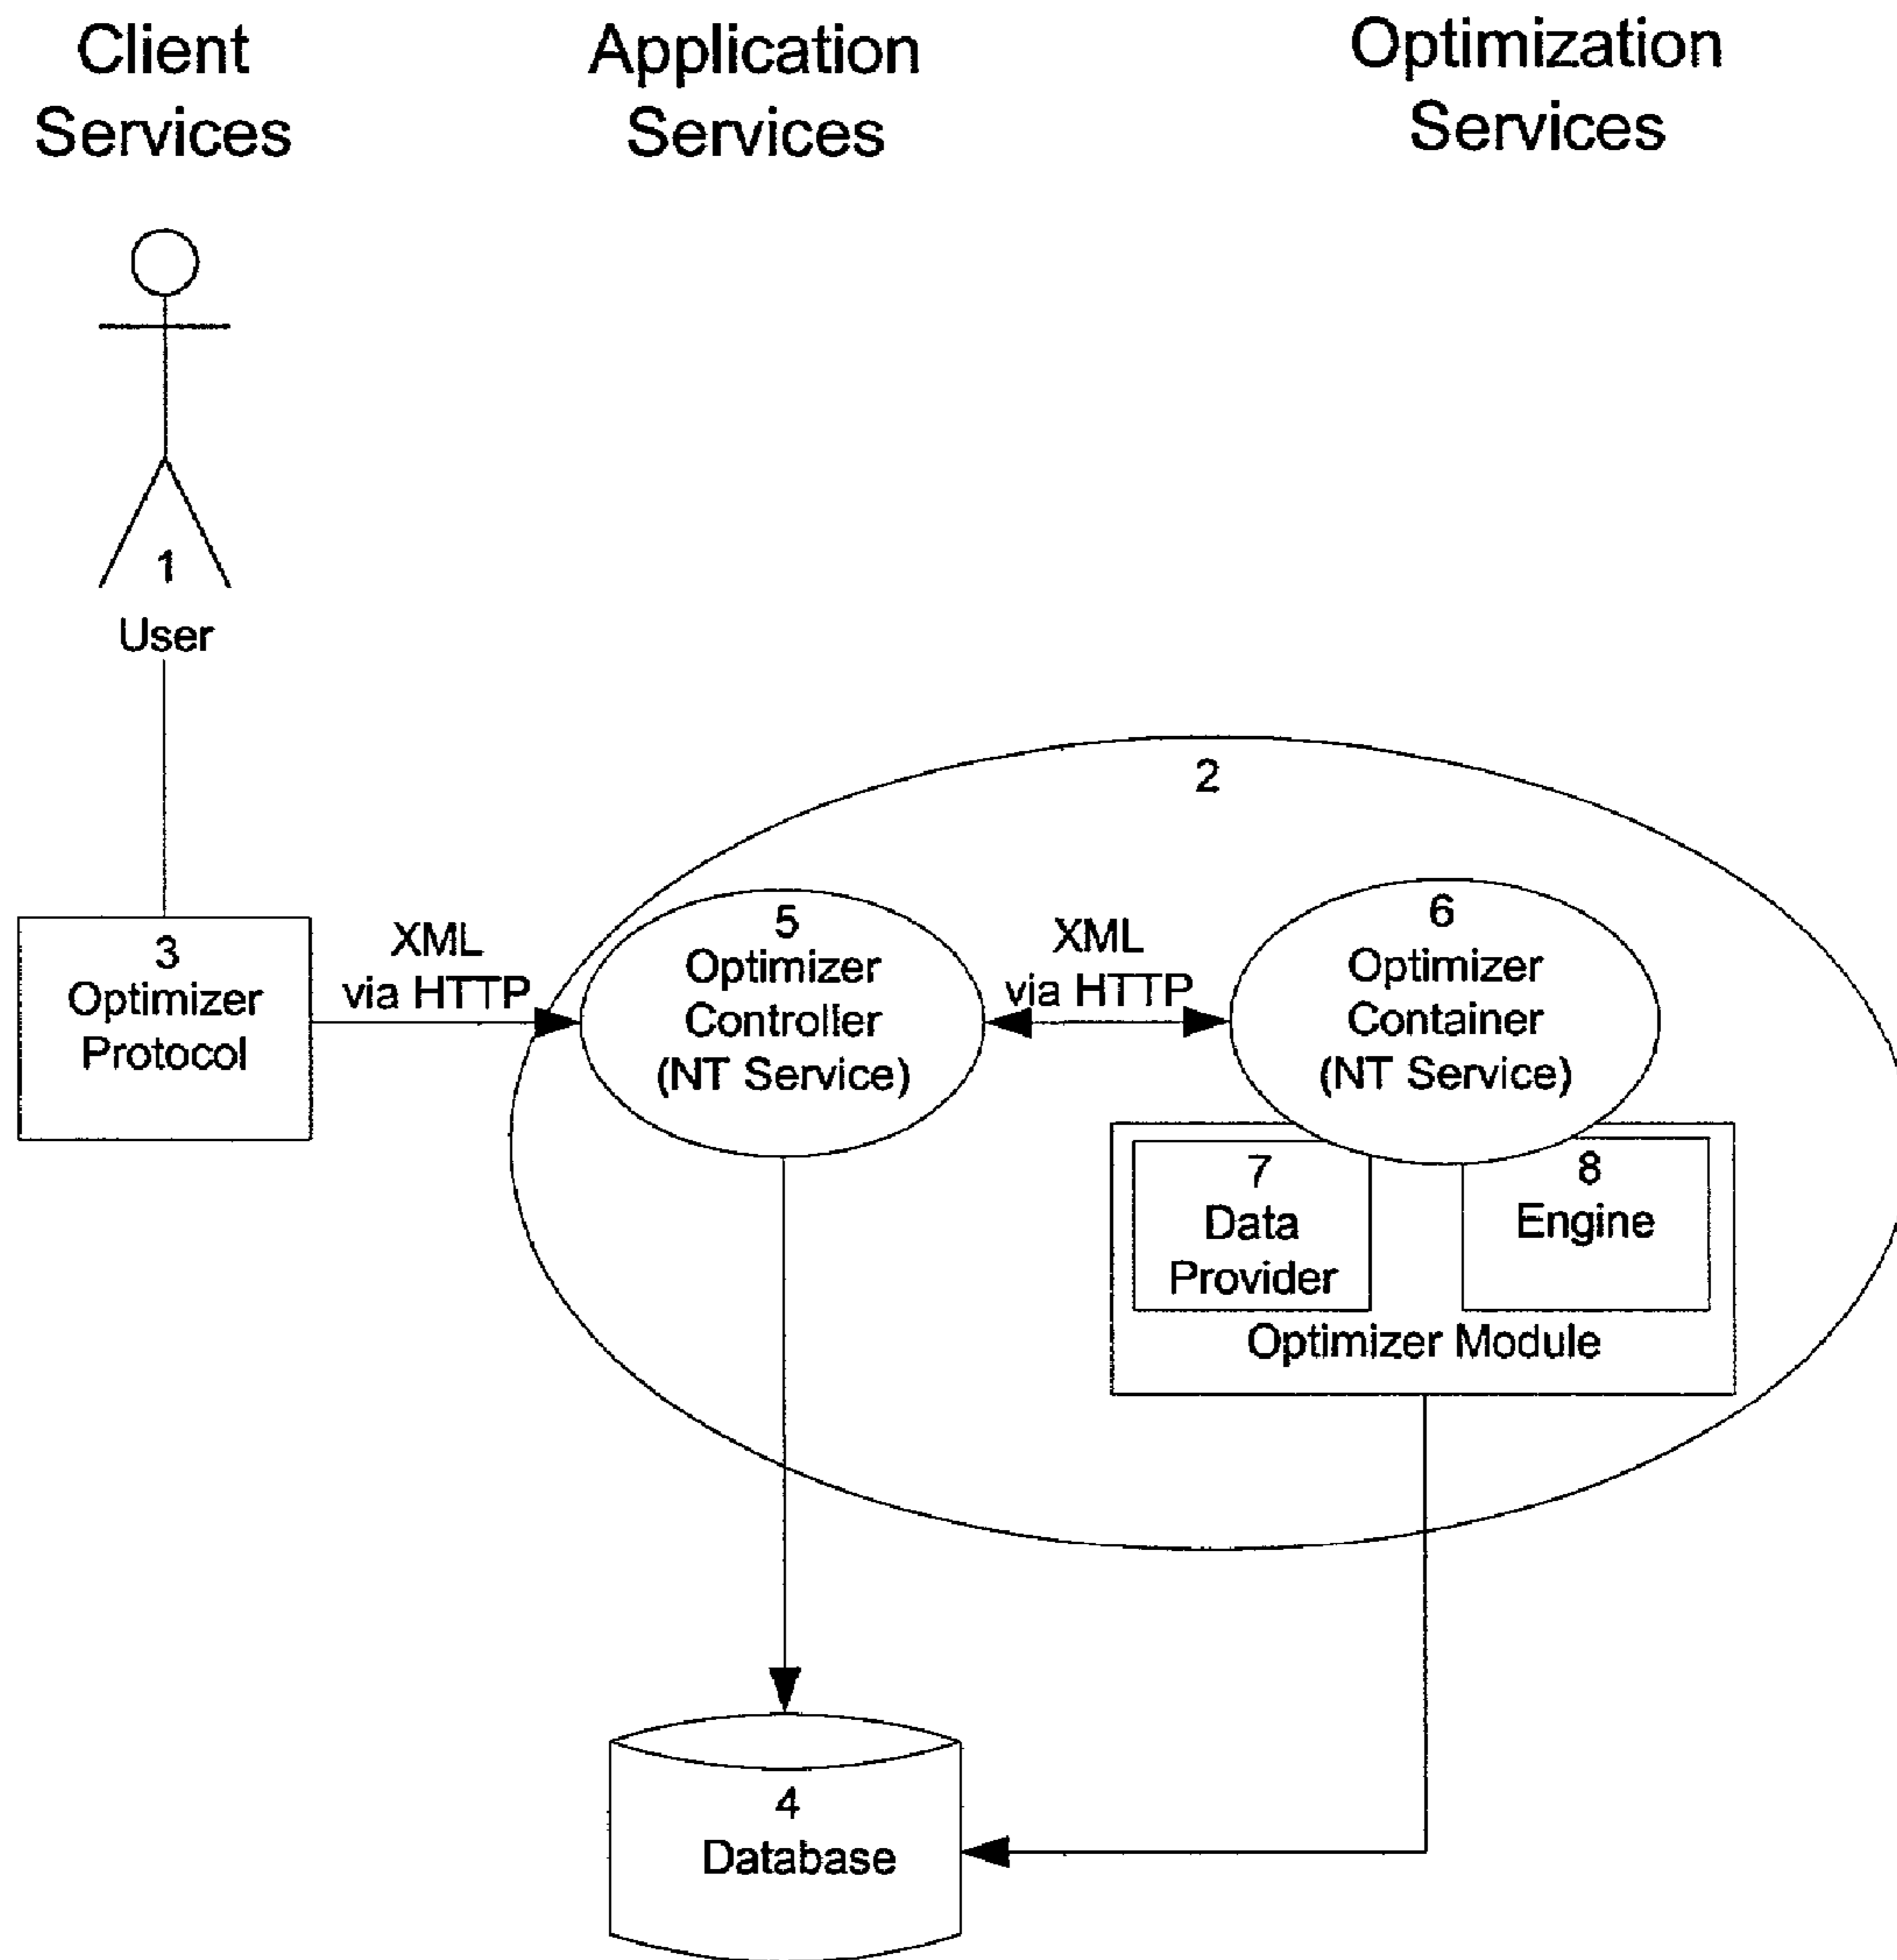 Client
Services
Application
Services
Optimization
Services
1
User
2
3
Optimizer
Protocol
XML
via HTTP
5
Optimizer
Controller
(NT Service)
XML
via HTTP
6
Optimizer
Container
(NT Service)
7
Data
Provider
8
Engine
Optimizer Module
4
Database